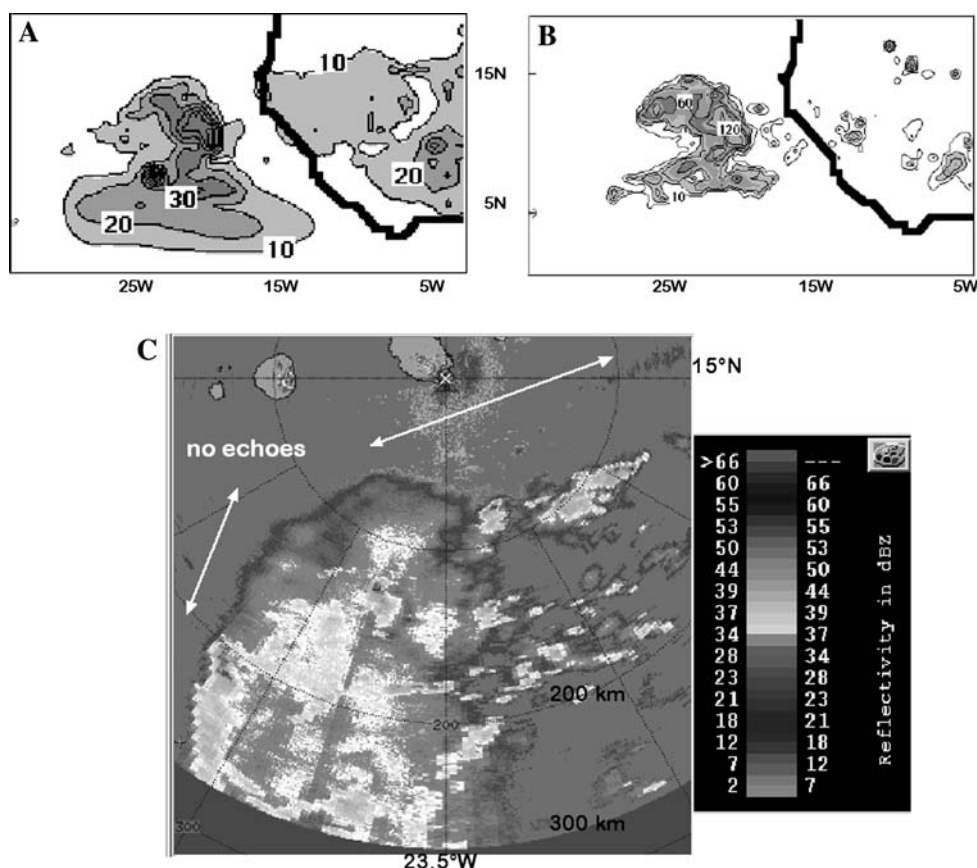 A
10
15N
20
30
20
10
5N
25W
15W
5W
B
60
120
10
25W
15W
5W
C
15°N
no echoes
200 km
200
300
300 km
23.5°W
>66 ---
60 66
55 60
53 55
50 53
44 50
39 44
37 39
34 37
28 34
23 28
21 23
18 21
12 18
7 12
2 7
Reflectivity in dBZ